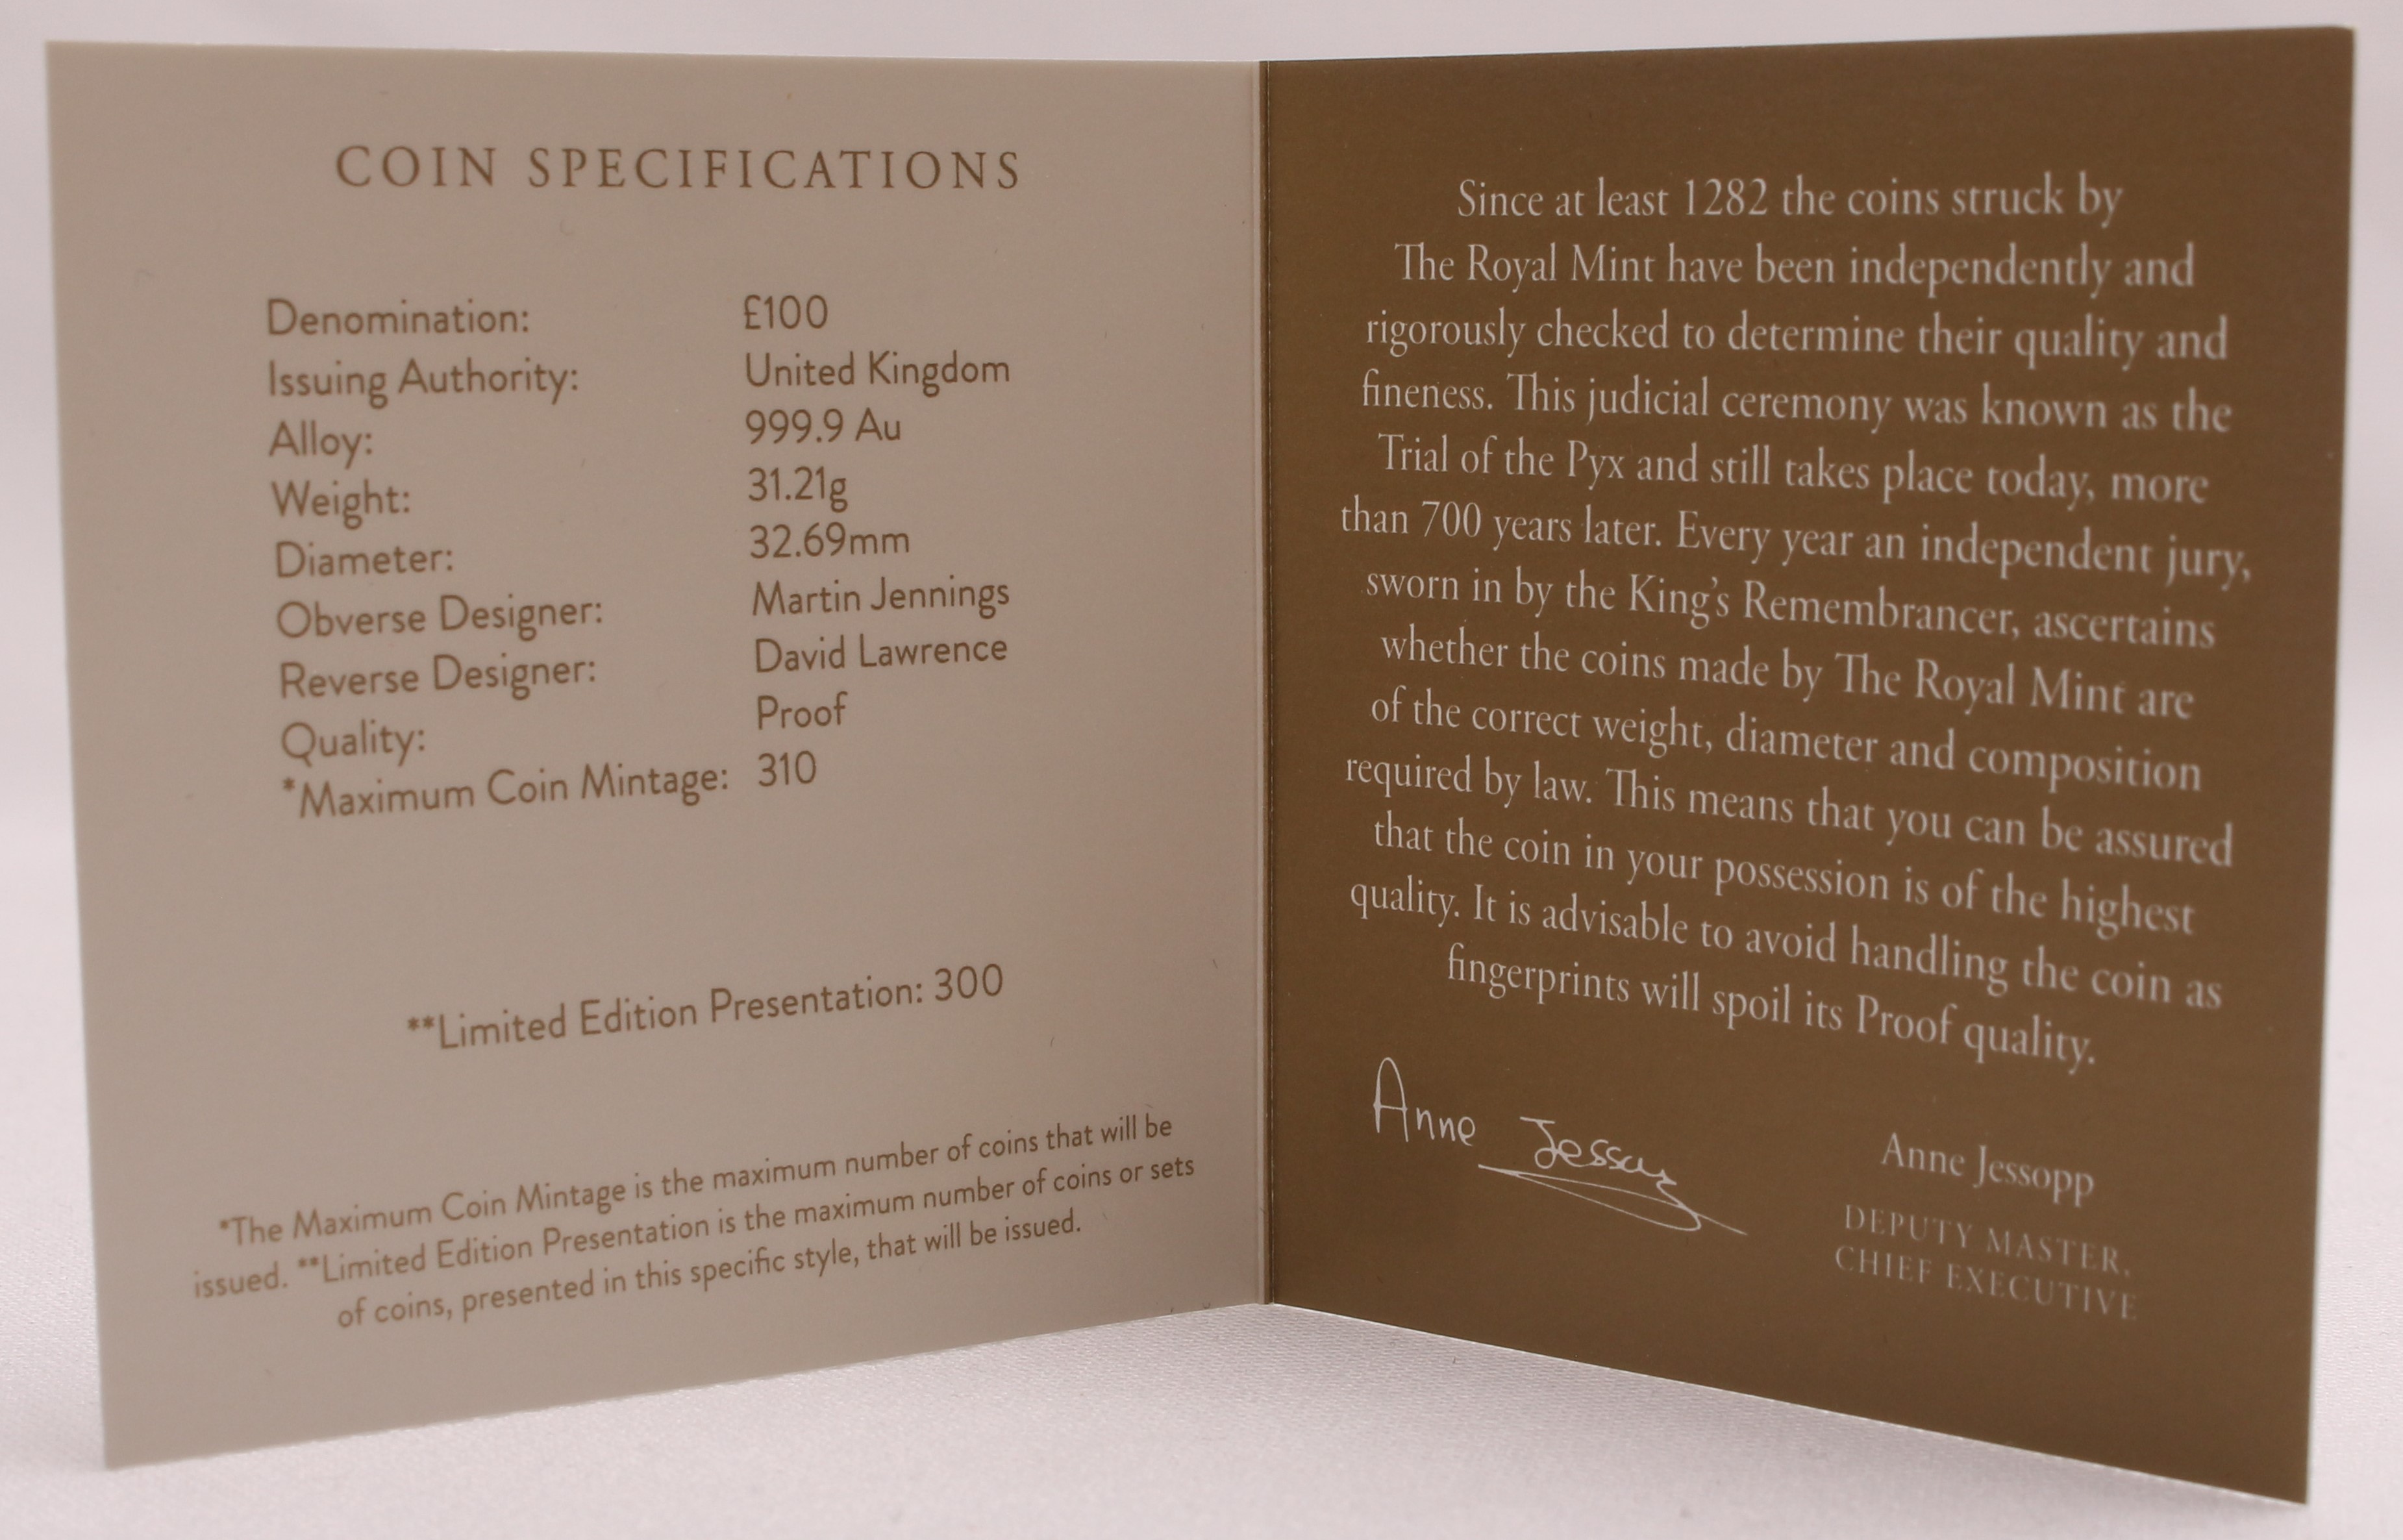 COIN SPECIFICATIONS
Denomination: £100
Issuing Authority: United Kingdom
Alloy: 999.9 Au
Weight: 31.21g
Diameter: 32.69mm
Obverse Designer: Martin Jennings
Reverse Designer: David Lawrence
Quality: Proof
*Maximum Coin Mintage: 310
**Limited Edition Presentation: 300
*The Maximum Coin Mintage is the maximum number of coins that will be
issued. **Limited Edition Presentation is the maximum number of coins or sets
of coins, presented in this specific style, that will be issued.
Since at least 1282 the coins struck by
The Royal Mint have been independently and
rigorously checked to determine their quality and
fineness. This judicial ceremony was known as the
Trial of the Pyx and still takes place today, more
than 700 years later. Every year an independent jury,
sworn in by the King's Remembrancer, ascertains
whether the coins made by The Royal Mint are
of the correct weight, diameter and composition
required by law. This means that you can be assured
that the coin in your possession is of the highest
quality. It is advisable to avoid handling the coin as
fingerprints will spoil its Proof quality.
Anne Jessopp
Anne Jessopp
DEPUTY MASTER,
CHIEF EXECUTIVE